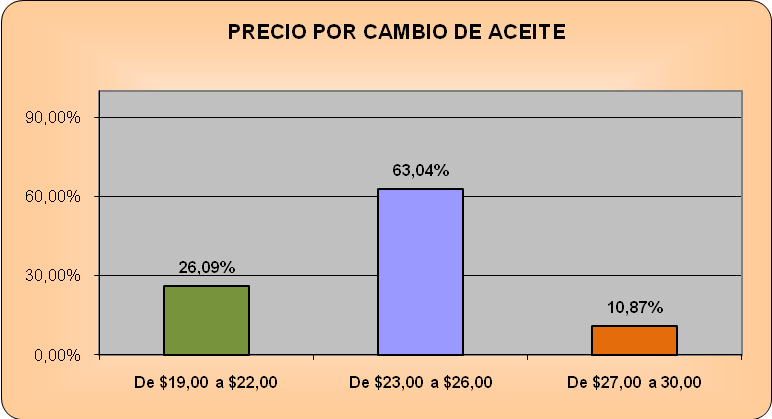 PRECIO POR CAMBIO DE ACEITE
90,00%
60,00%
30,00%
0,00%
26,09%
63,04%
10,87%
De $19,00 a $22,00
De $23,00 a $26,00
De $27,00 a 30,00